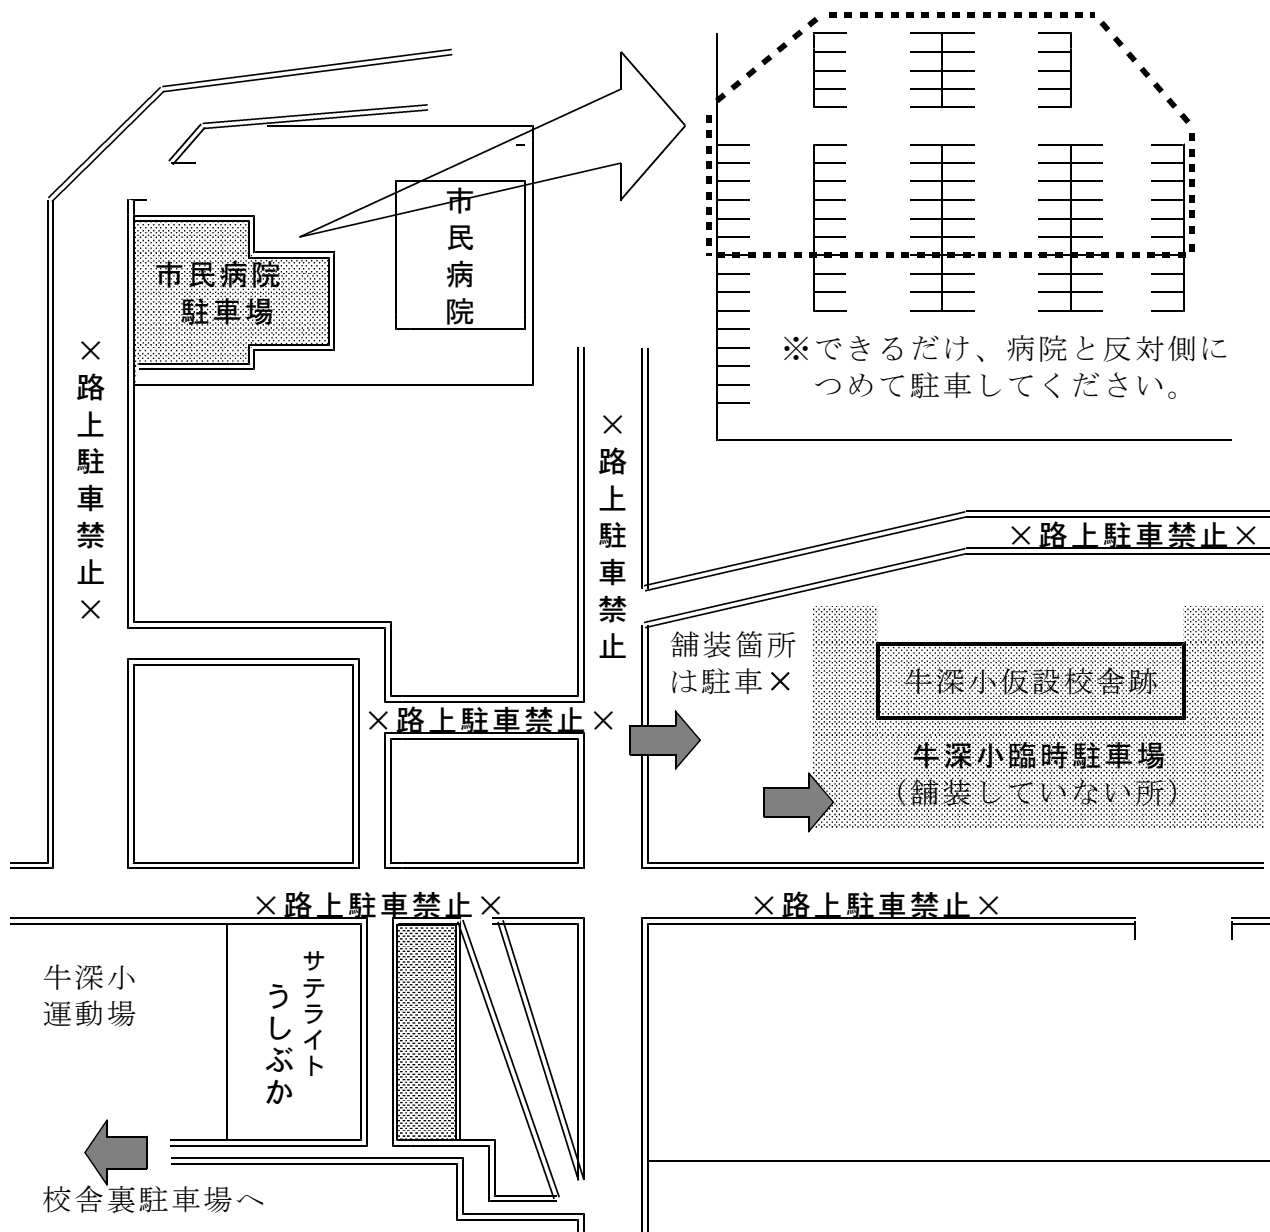 市民病院
市民病院
駐車場
※できるだけ、病院と反対側に
つめて駐車してください。
×路上駐車禁止×
×路上駐車禁止
×路上駐車禁止×
舗装箇所
は駐車×
牛深小仮設校舎跡
×路上駐車禁止×
牛深小臨時駐車場
(舗装していない所)
×路上駐車禁止×
×路上駐車禁止×
牛深小
運動場
サテライト
うしぶか
校舎裏駐車場へ